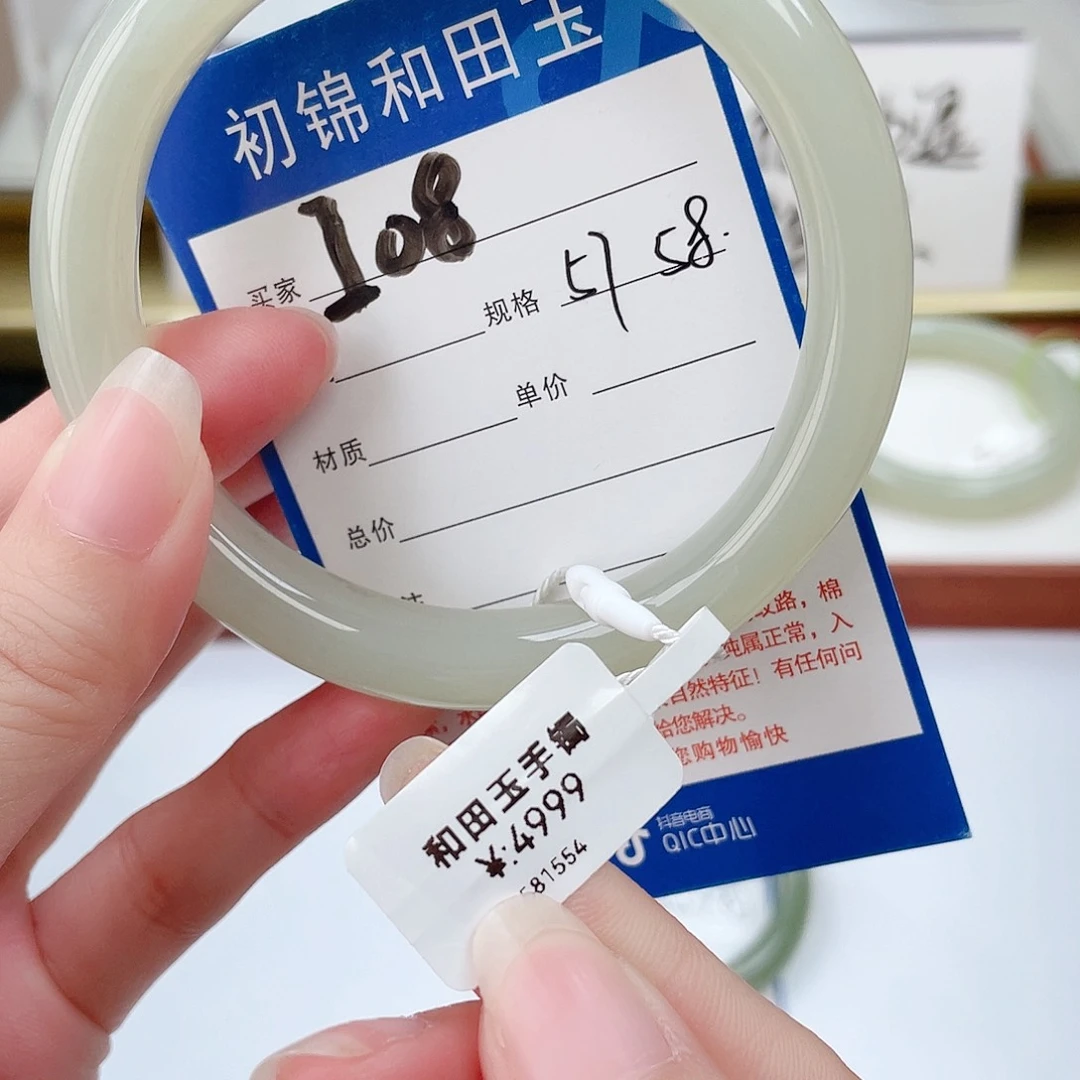 初锦和田玉
买家 108
规格 57 58.
单价
材质
总价
纹路，棉
纯属正常，入
自然特征！有任何问
给您解决。
您购物愉快
抖音电商
QIC中心
和田玉手镯
4999
581554